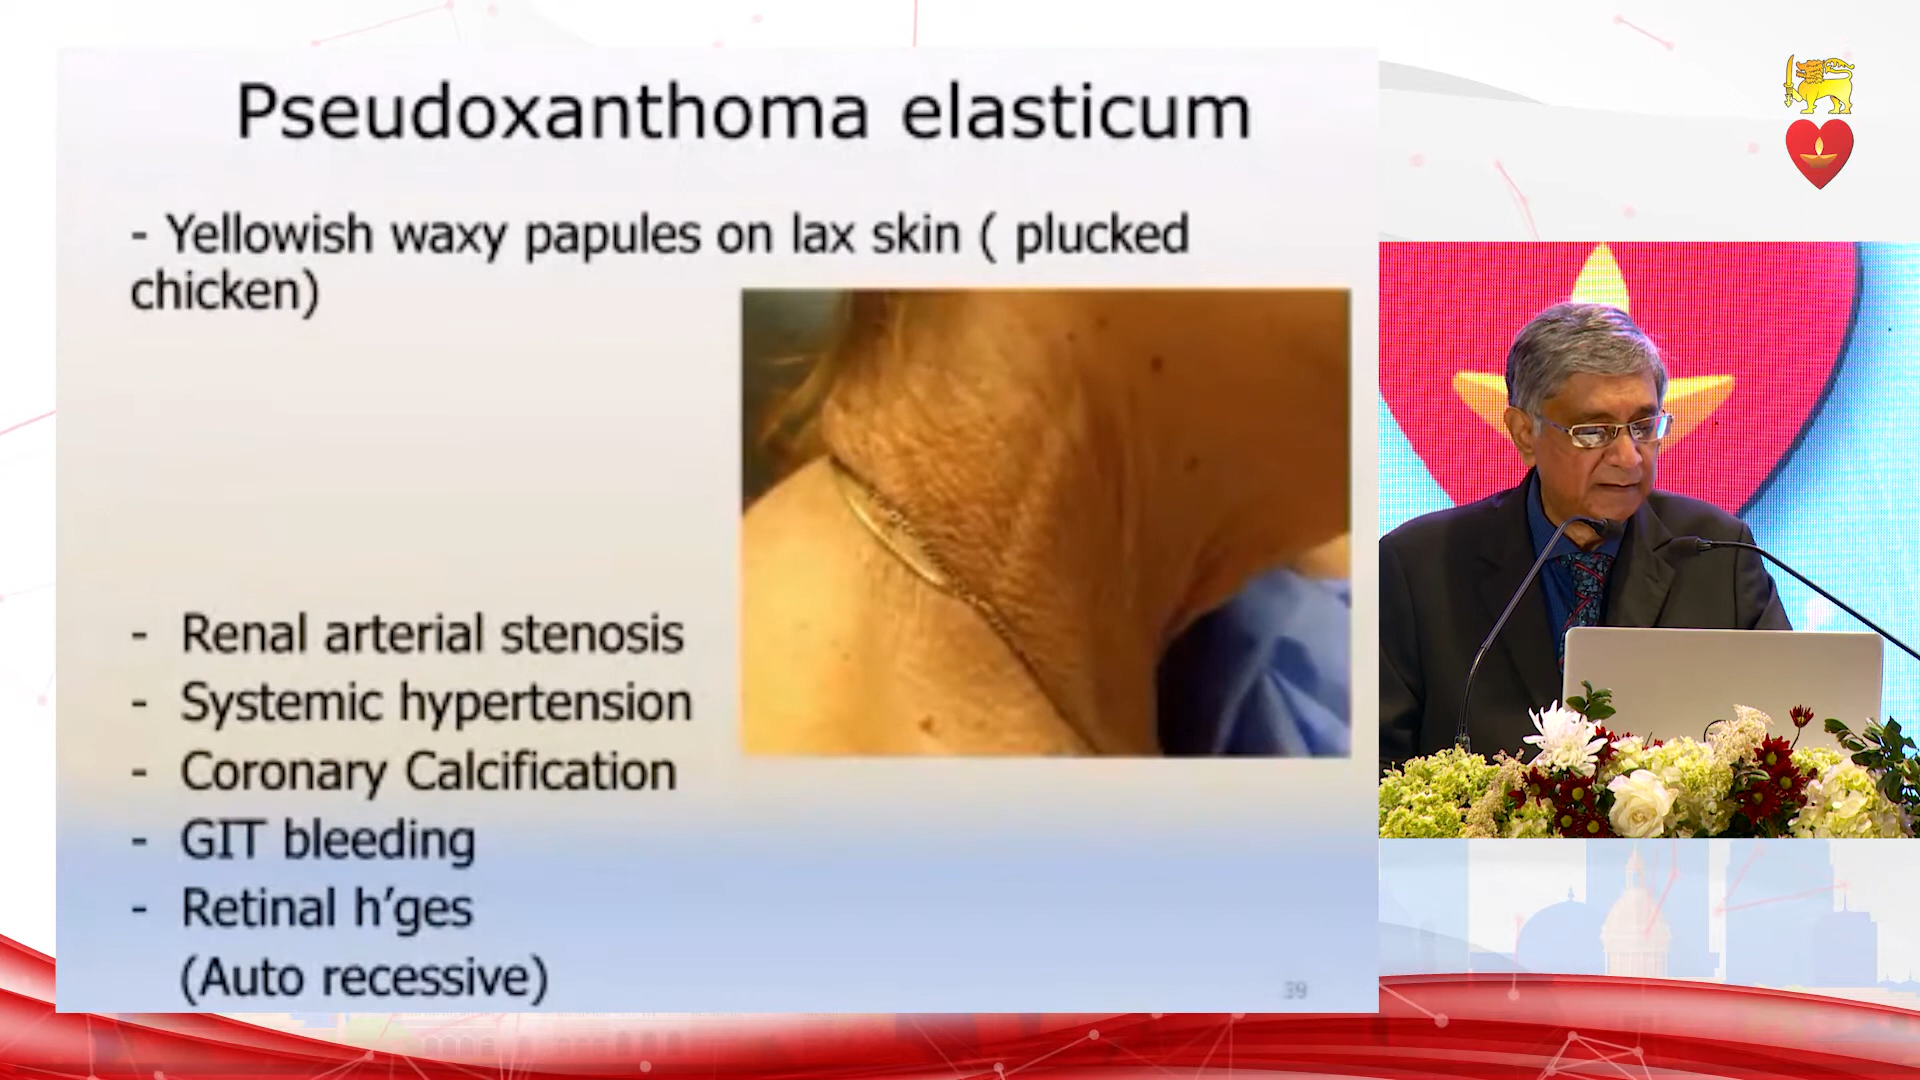 Pseudoxanthoma elasticum
- Yellowish waxy papules on lax skin ( plucked
chicken)
- Renal arterial stenosis
- Systemic hypertension
- Coronary Calcification
- GIT bleeding
- Retinal h’ges
(Auto recessive)
39